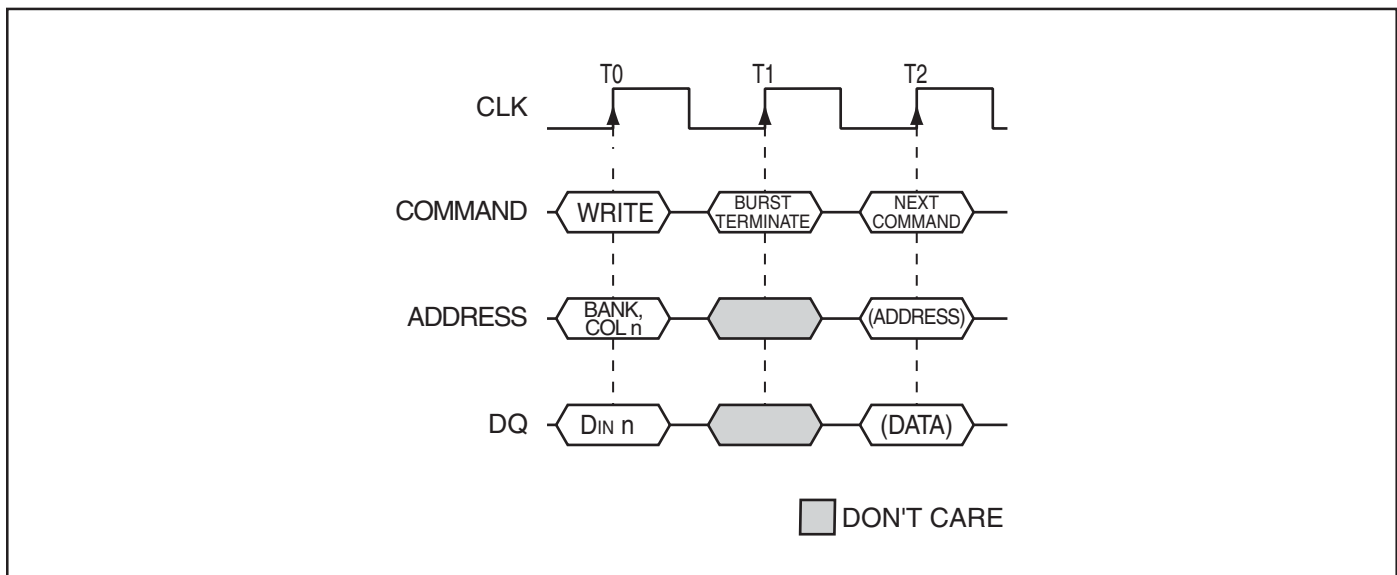 T0 T1 T2
CLK
COMMAND WRITE BURST TERMINATE NEXT COMMAND
ADDRESS BANK, COL n (ADDRESS)
DQ DIN n (DATA)
DON'T CARE